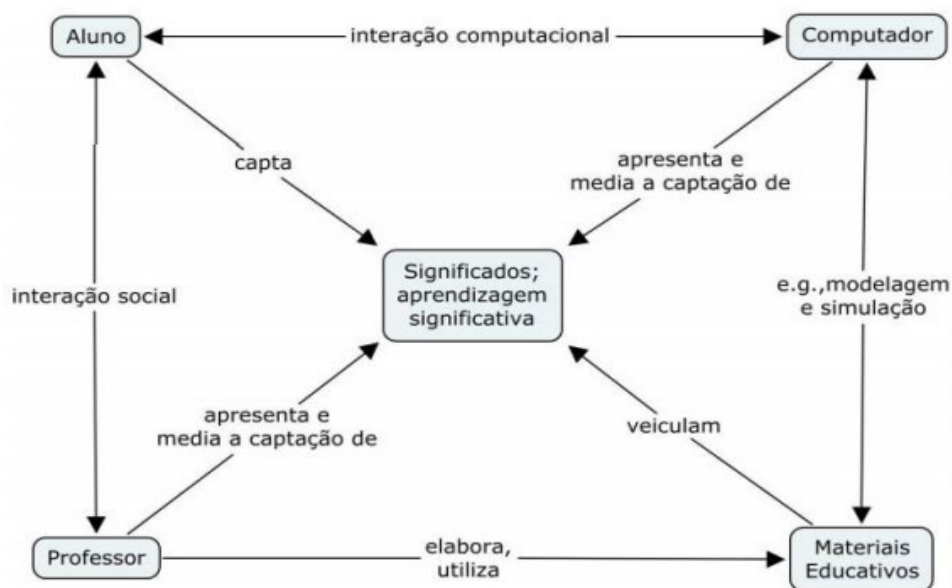 Aluno
interação computacional
Computador
capta
apresenta e
media a captação de
Significados;
aprendizagem
significativa
interação social
e.g.,modelagem
e simulação
apresenta e
media a captação de
veiculam
Professor
elabora,
utiliza
Materiais
Educativos